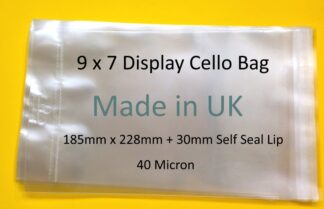 9 x 7 Display Cello Bag
Made in UK
185mm x 228mm + 30mm Self Seal Lip
40 Micron